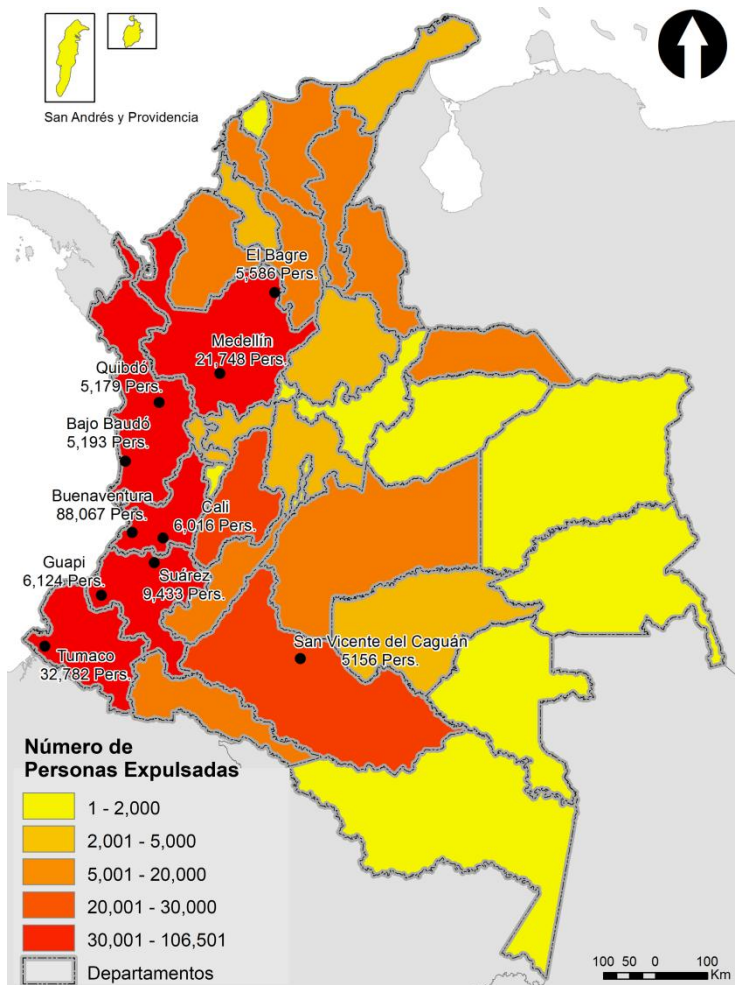 San Andrés y Providencia
El Bagre
5,586 Pers.
Medellín
21,748 Pers.
Quibdó
5,179 Pers.
Bajo Baudó
5,193 Pers.
Buenaventura
88,067 Pers.
Cali
6,016 Pers.
Guapi
6,124 Pers.
Suárez
9,433 Pers.
San Vicente del Caguán
5156 Pers.
Tumaco
32,782 Pers.
Número de
Personas Expulsadas
1 - 2,000
2,001 - 5,000
5,001 - 20,000
20,001 - 30,000
30,001 - 106,501
Departamentos
100 50 0 100
Km